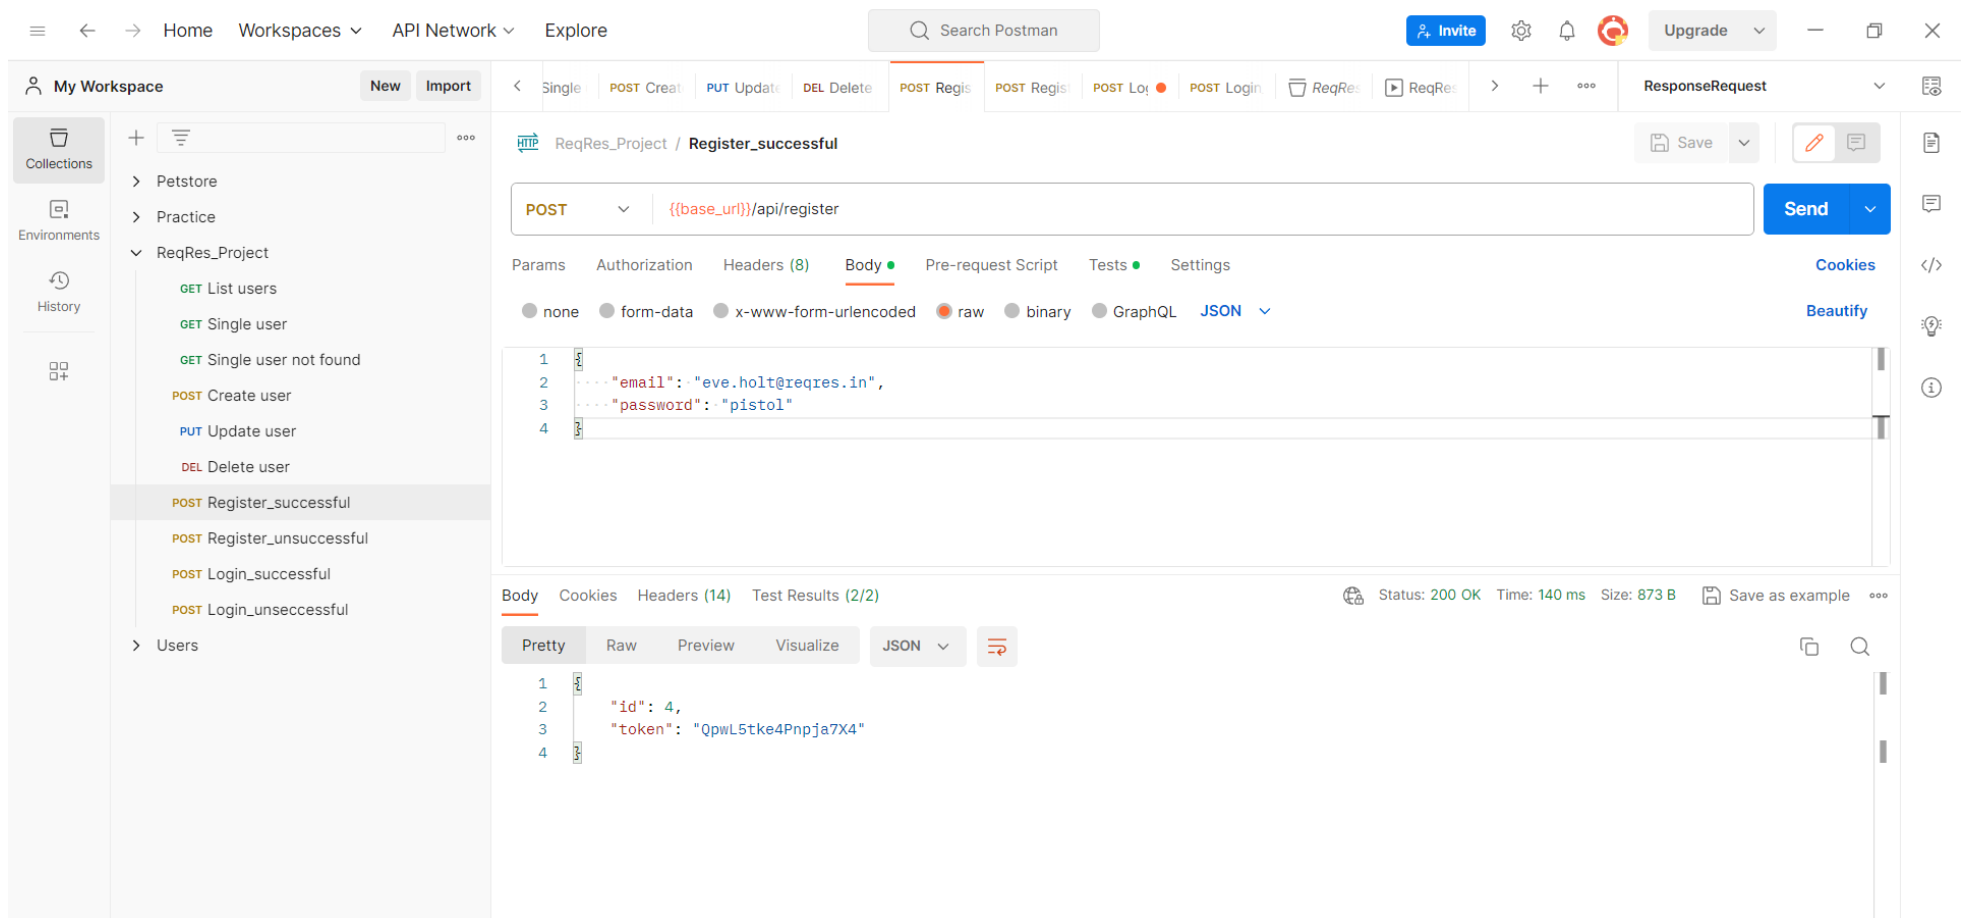 Home Workspaces API Network Explore Search Postman Invite Upgrade
My Workspace New Import Single POST Creat PUT Update DEL Delete POST Regis POST Regist POST Log POST Login ReqRes ReqRes ResponseRequest
Collections
Environments
History
Petstore
Practice
ReqRes_Project
GET List users
GET Single user
GET Single user not found
POST Create user
PUT Update user
DEL Delete user
POST Register_successful
POST Register_unsuccessful
POST Login_successful
POST Login_unseccessful
Users
HTTP ReqRes_Project / Register_successful Save
POST {{base_url}}/api/register Send
Params Authorization Headers (8) Body Pre-request Script Tests Settings Cookies
none form-data x-www-form-urlencoded raw binary GraphQL JSON Beautify
1 {
2 "email": "eve.holt@reqres.in",
3 "password": "pistol"
4 }
Body Cookies Headers (14) Test Results (2/2) Status: 200 OK Time: 140 ms Size: 873 B Save as example
Pretty Raw Preview Visualize JSON
1 {
2 "id": 4,
3 "token": "QpwL5tke4Pnpja7X4"
4 }